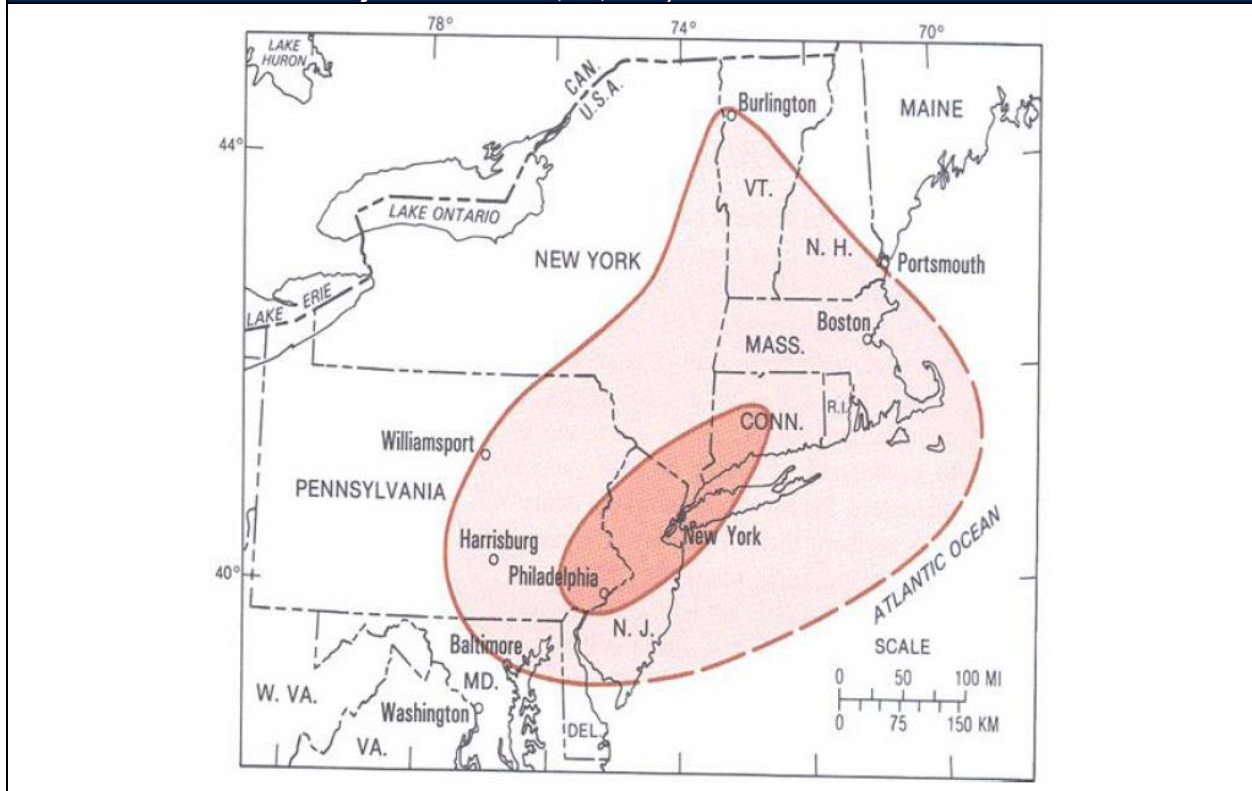 78°
74°
70°
LAKE
HURON
CAN.
U.S.A.
Burlington
MAINE
44°
VT.
LAKE ONTARIO
NEW YORK
N. H.
Portsmouth
LAKE ERIE
Boston
MASS.
CONN.
R.I.
Williamsport
PENNSYLVANIA
New York
Harrisburg
40°
Philadelphia
ATLANTIC OCEAN
N. J.
Baltimore
SCALE
0 50 100 MI
0 75 150 KM
MD.
W. VA.
Washington
DEL.
VA.